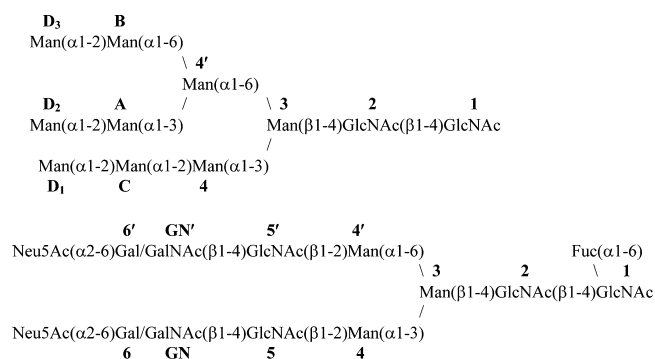 D₃ B
Man(α1-2)Man(α1-6)
\ 4′
Man(α1-6)
D₂ A / \ 3 2 1
Man(α1-2)Man(α1-3) Man(β1-4)GlcNAc(β1-4)GlcNAc
/
Man(α1-2)Man(α1-2)Man(α1-3)
D₁ C 4
6′ GN′ 5′ 4′
Neu5Ac(α2-6)Gal/GalNAc(β1-4)GlcNAc(β1-2)Man(α1-6) Fuc(α1-6)
\ 3 2 \ 1
Man(β1-4)GlcNAc(β1-4)GlcNAc
/
Neu5Ac(α2-6)Gal/GalNAc(β1-4)GlcNAc(β1-2)Man(α1-3)
6 GN 5 4